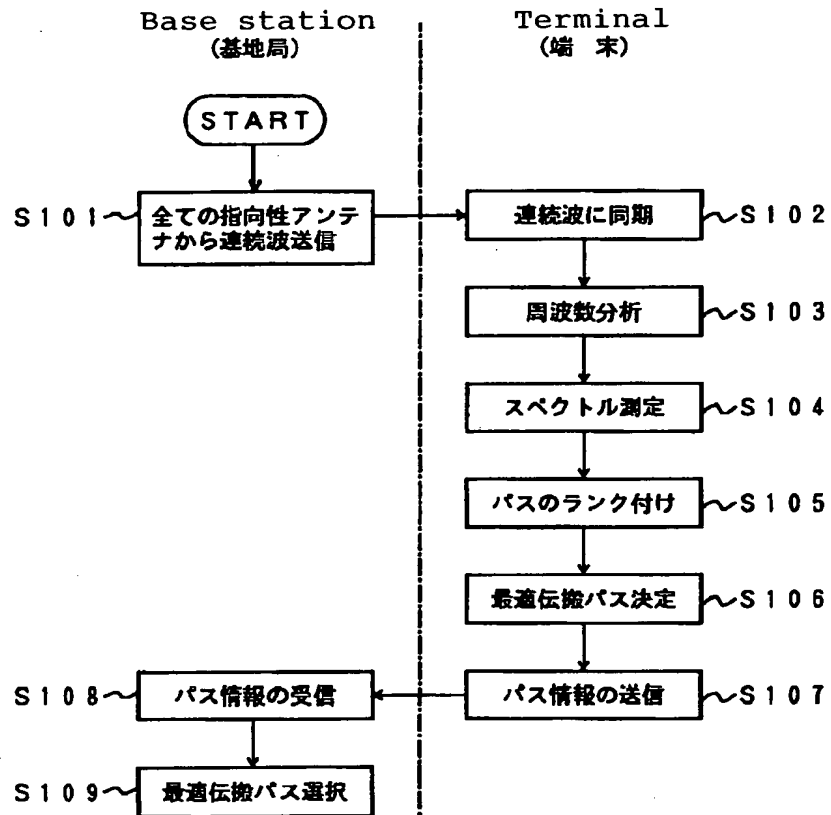 Base station
(基地局)
Terminal
(端 末)
START
S101
全ての指向性アンテ
ナから連続波送信
連続波に同期
S102
周波数分析
S103
スペクトル測定
S104
パスのランク付け
S105
最適伝搬パス決定
S106
パス情報の送信
S107
S108
パス情報の受信
S109
最適伝搬パス選択